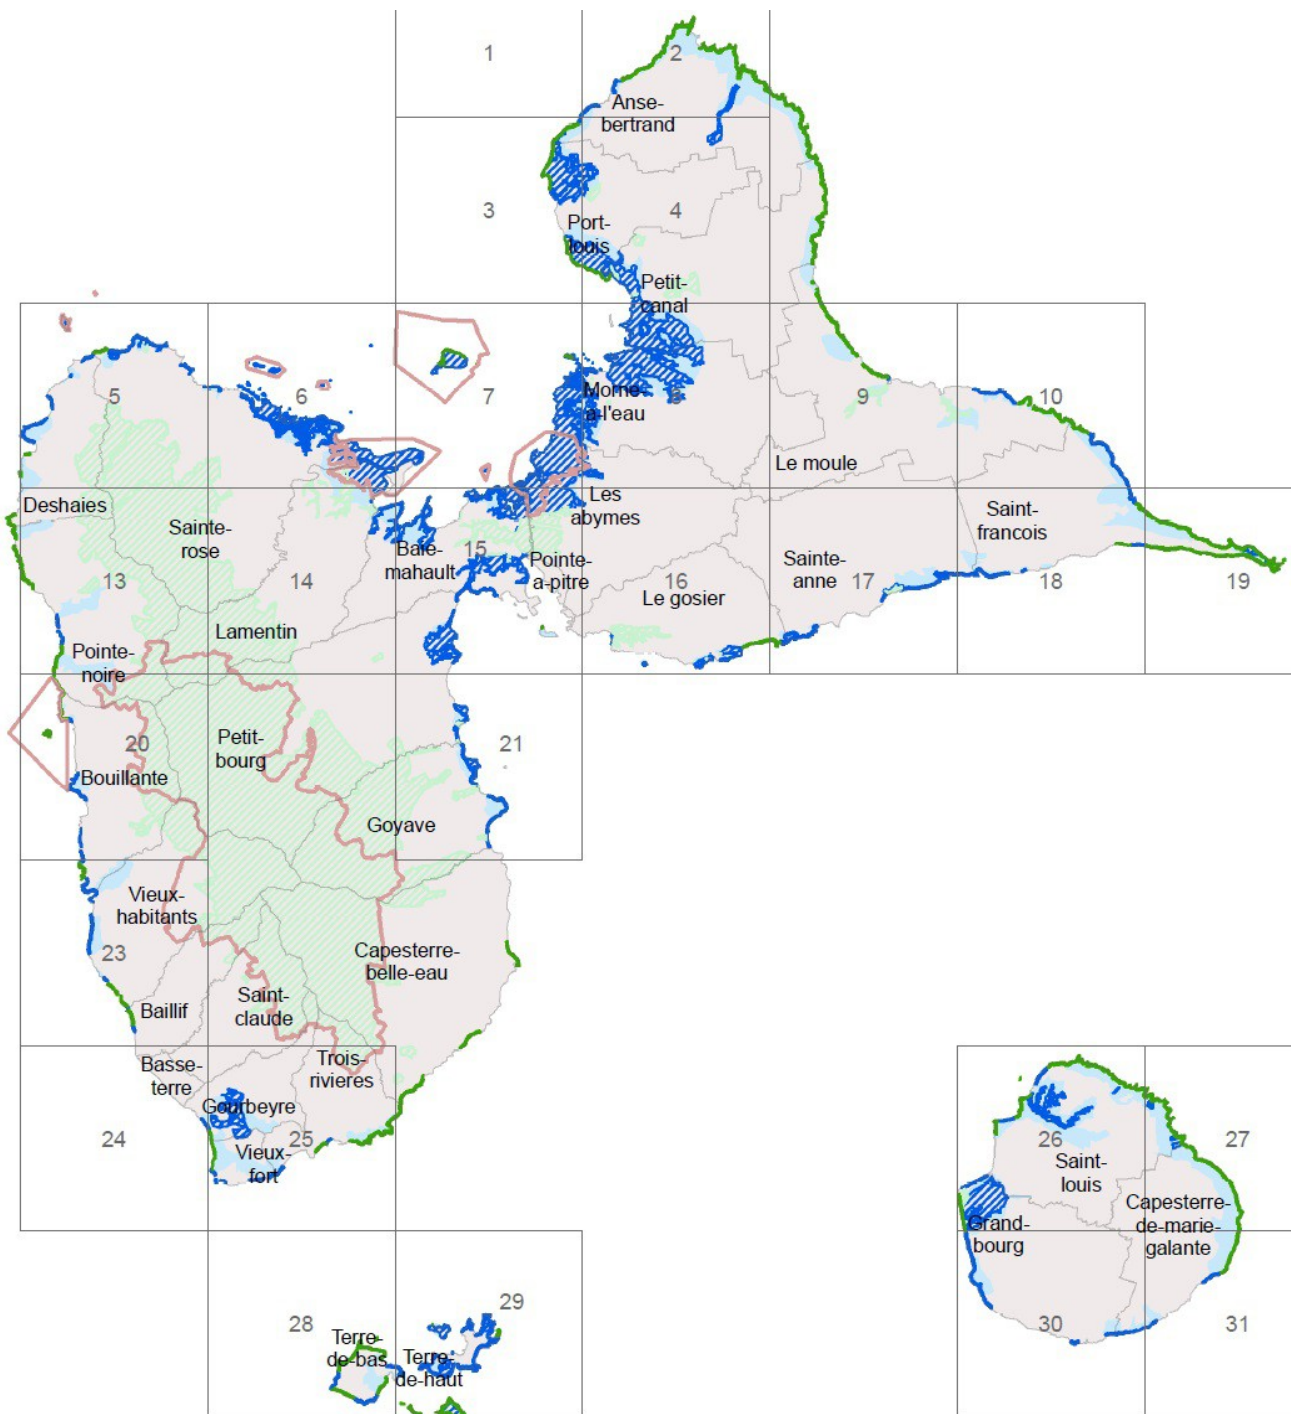 1
2
Anse-
bertrand
3
4
Port-
louis
Petit-
canal
5
6
7
Morne-
a-l'eau
8
9
10
Le moule
Deshaies
Sainte-
rose
Les
abymes
Saint-
francois
Baie-
mahault
15
Pointe-
a-pitre
Sainte-
anne
13
14
16
17
18
19
Le gosier
Lamentin
Pointe-
noire
20
Petit-
bourg
21
Bouillante
Goyave
Vieux-
habitants
23
Capesterre-
belle-eau
Saint-
claude
Baillif
Basse-
terre
Trois-
rivieres
Gourbeyre
24
25
Vieux-
fort
26
27
Saint-
louis
Capesterre-
de-marie-
galante
Grand-
bourg
28
29
30
31
Terre-
de-bas
Terre-
de-haut